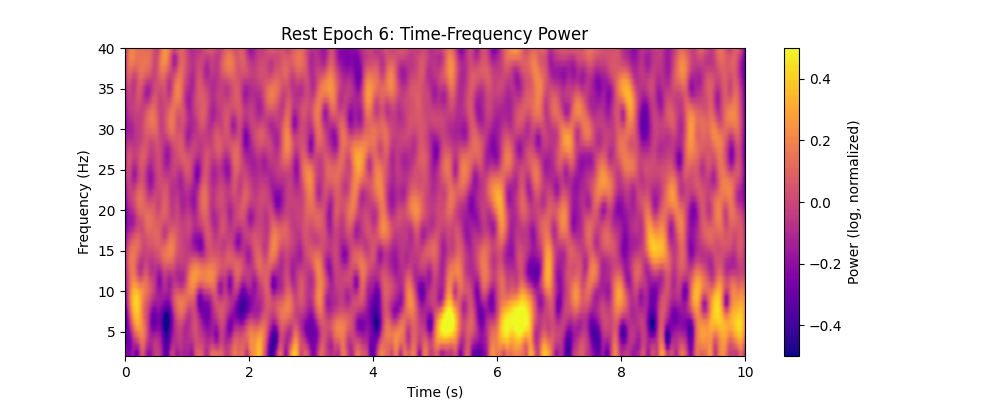 Rest Epoch 6: Time-Frequency Power
40
35
30
25
20
15
10
5
Frequency (Hz)
0 2 4 6 8 10
Time (s)
0.4
0.2
0.0
−0.2
−0.4
Power (log, normalized)